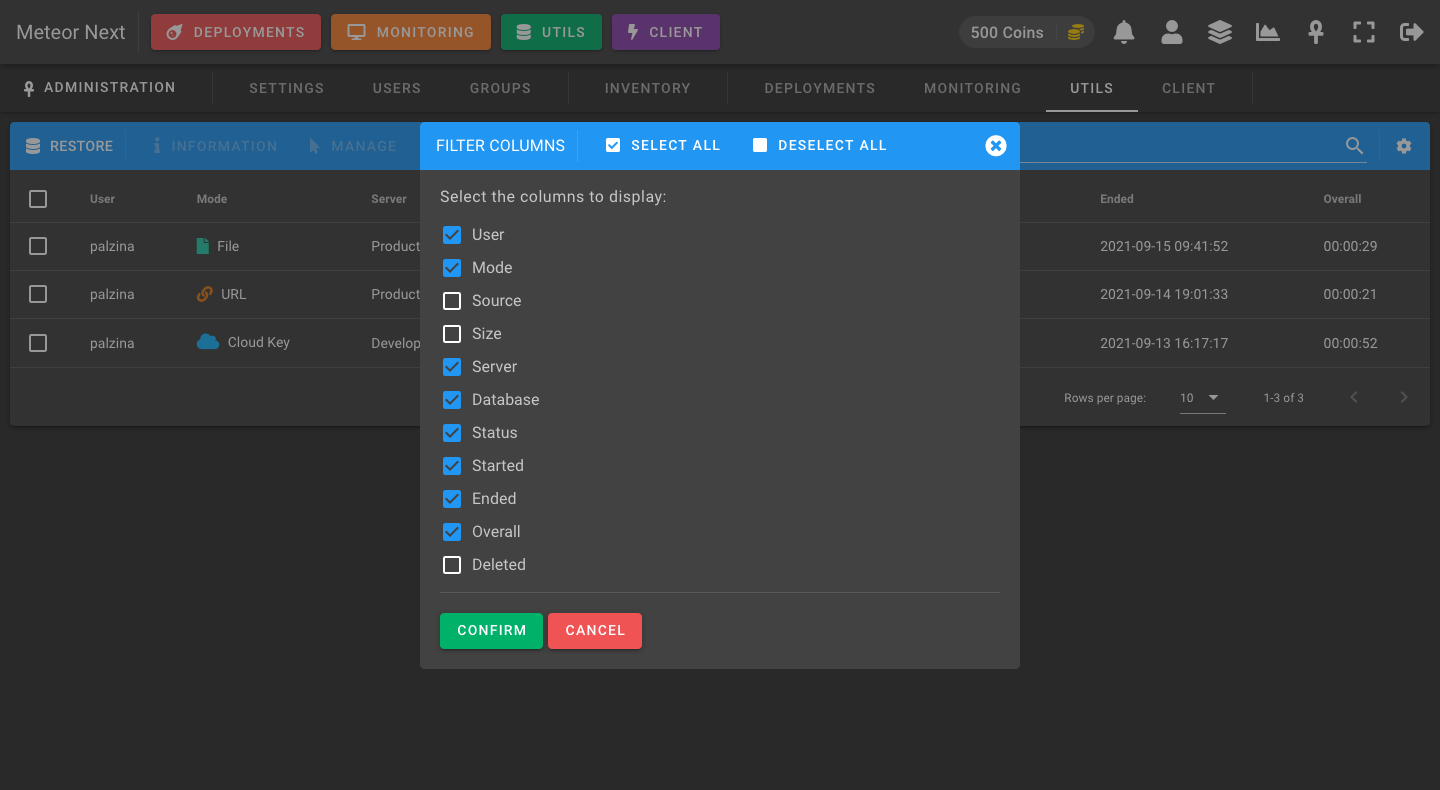 Meteor Next DEPLOYMENTS MONITORING UTILS CLIENT 500 Coins
ADMINISTRATION SETTINGS USERS GROUPS INVENTORY DEPLOYMENTS MONITORING UTILS CLIENT
RESTORE INFORMATION MANAGE
FILTER COLUMNS SELECT ALL DESELECT ALL
User Mode Server Ended Overall
palzina File Product 2021-09-15 09:41:52 00:00:29
palzina URL Product 2021-09-14 19:01:33 00:00:21
palzina Cloud Key Develop 2021-09-13 16:17:17 00:00:52
Rows per page: 10 1-3 of 3
Select the columns to display:
User
Mode
Source
Size
Server
Database
Status
Started
Ended
Overall
Deleted
CONFIRM CANCEL